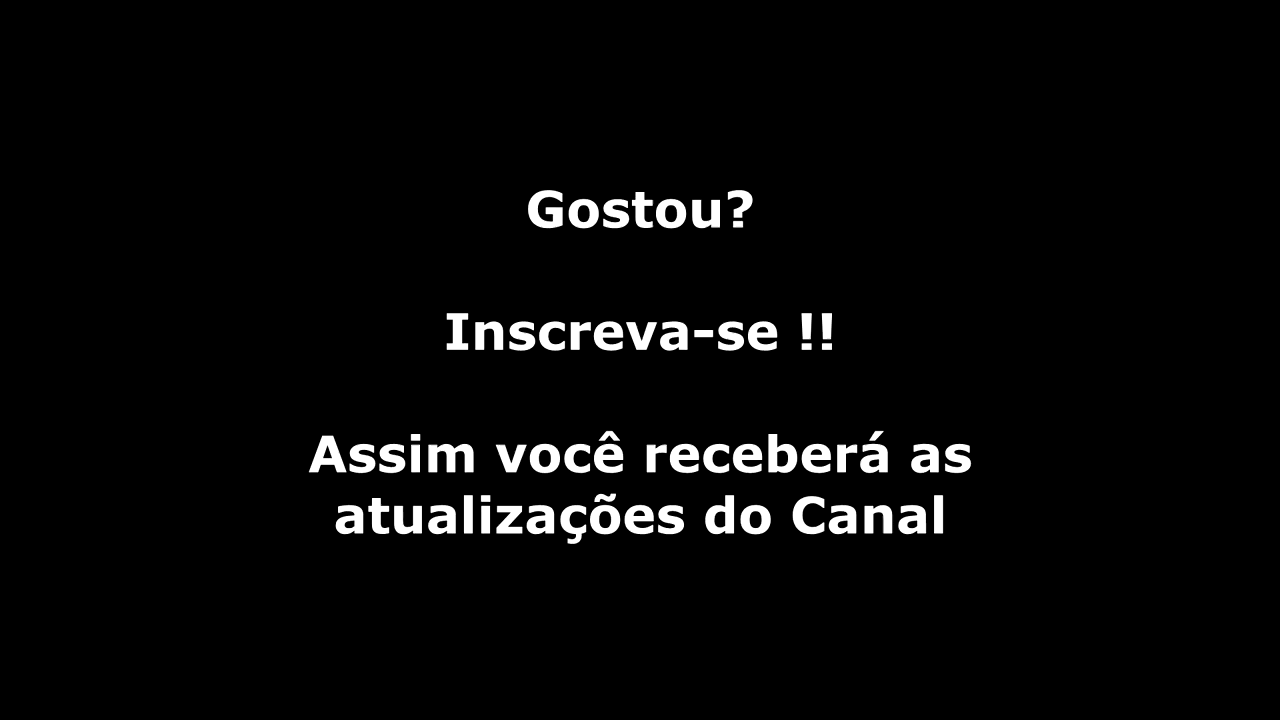 Gostou?
Inscreva-se !!
Assim você receberá as
atualizações do Canal